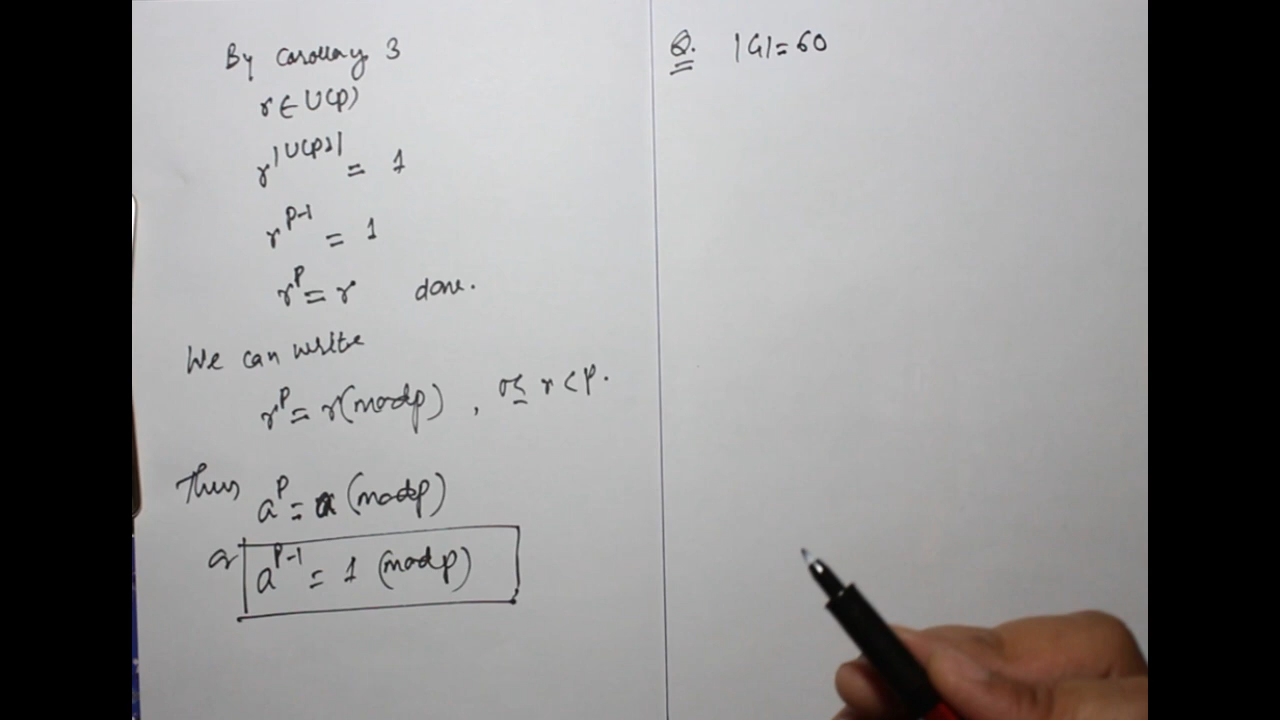 By Corollary 3
r ∈ U(p)
r^|U(p)| = 1
r^p-1 = 1
r^p = r done.
We can write
r^p = r (mod p) , 0 ≤ r < p.
Thus a^p = a (mod p)
or a^p-1 = 1 (mod p)
Q. |G| = 60